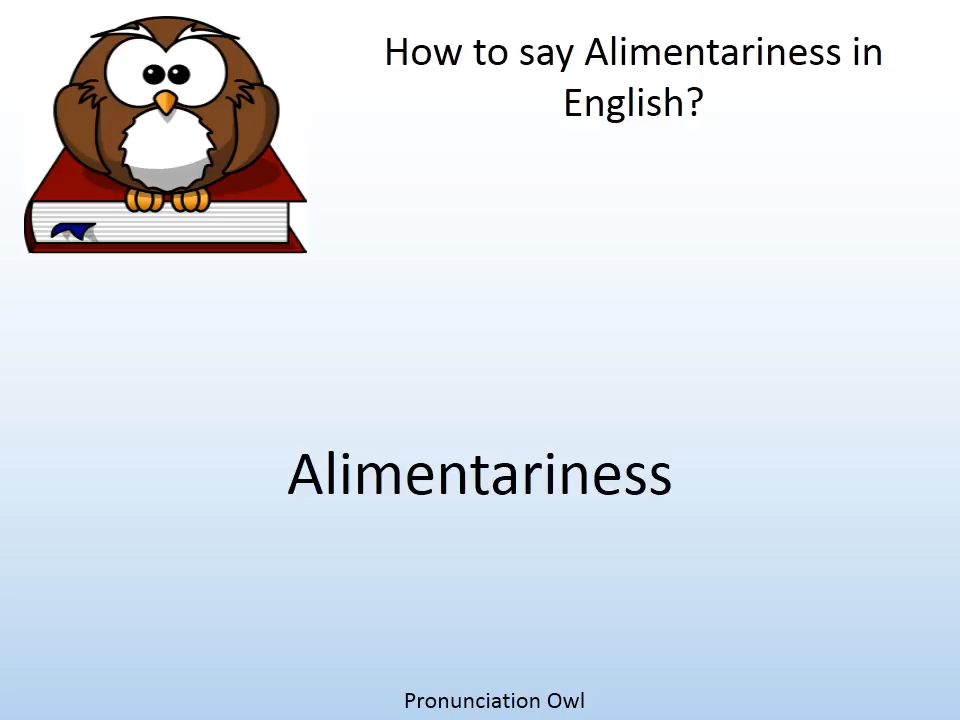 How to say Alimentariness in
English?
Alimentariness
Pronunciation Owl